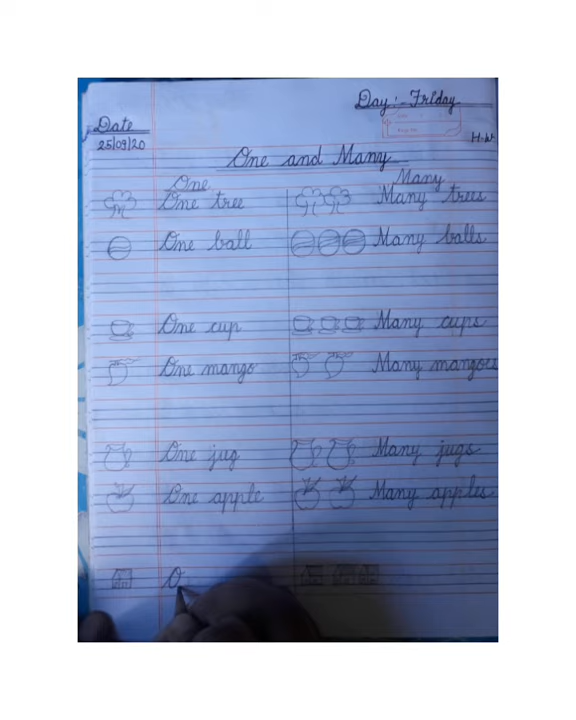 Day:- Friday
Date
25/09/20
H.W
One and Many
One Many
One tree Many trees
One ball Many balls
One cup Many cups
One mango Many mangoes
One jug Many jugs
One apple Many apples
O